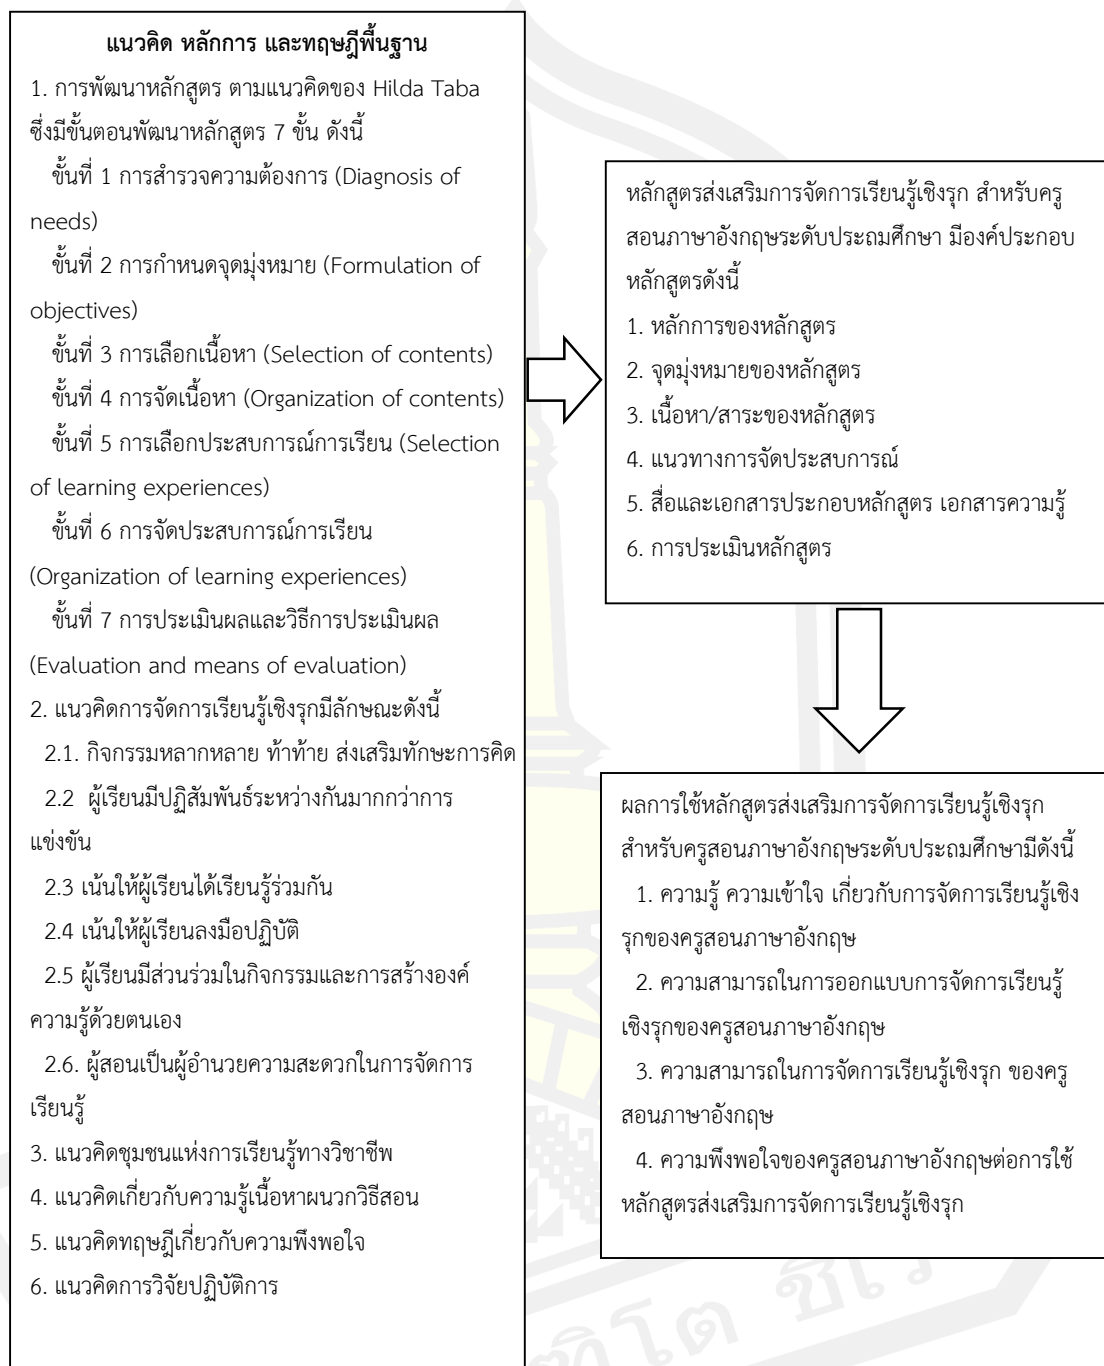 แนวคิด หลักการ และทฤษฎีพื้นฐาน
1. การพัฒนาหลักสูตร ตามแนวคิดของ Hilda Taba
ซึ่งมีขั้นตอนพัฒนาหลักสูตร 7 ขั้น ดังนี้
ขั้นที่ 1 การสำรวจความต้องการ (Diagnosis of
needs)
ขั้นที่ 2 การกำหนดจุดมุ่งหมาย (Formulation of
objectives)
ขั้นที่ 3 การเลือกเนื้อหา (Selection of contents)
ขั้นที่ 4 การจัดเนื้อหา (Organization of contents)
ขั้นที่ 5 การเลือกประสบการณ์การเรียน (Selection
of learning experiences)
ขั้นที่ 6 การจัดประสบการณ์การเรียน
(Organization of learning experiences)
ขั้นที่ 7 การประเมินผลและวิธีการประเมินผล
(Evaluation and means of evaluation)
2. แนวคิดการจัดการเรียนรู้เชิงรุกมีลักษณะดังนี้
2.1. กิจกรรมหลากหลาย ท้าทาย ส่งเสริมทักษะการคิด
2.2 ผู้เรียนมีปฏิสัมพันธ์ระหว่างกันมากกว่าการ
แข่งขัน
2.3 เน้นให้ผู้เรียนได้เรียนรู้ร่วมกัน
2.4 เน้นให้ผู้เรียนลงมือปฏิบัติ
2.5 ผู้เรียนมีส่วนร่วมในกิจกรรมและการสร้างองค์
ความรู้ด้วยตนเอง
2.6. ผู้สอนเป็นผู้อำนวยความสะดวกในการจัดการ
เรียนรู้
3. แนวคิดชุมชนแห่งการเรียนรู้ทางวิชาชีพ
4. แนวคิดเกี่ยวกับความรู้เนื้อหาผนวกวิธีสอน
5. แนวคิดทฤษฎีเกี่ยวกับความพึงพอใจ
6. แนวคิดการวิจัยปฏิบัติการ
หลักสูตรส่งเสริมการจัดการเรียนรู้เชิงรุก สำหรับครู
สอนภาษาอังกฤษระดับประถมศึกษา มีองค์ประกอบ
หลักสูตรดังนี้
1. หลักการของหลักสูตร
2. จุดมุ่งหมายของหลักสูตร
3. เนื้อหา/สาระของหลักสูตร
4. แนวทางการจัดประสบการณ์
5. สื่อและเอกสารประกอบหลักสูตร เอกสารความรู้
6. การประเมินหลักสูตร
ผลการใช้หลักสูตรส่งเสริมการจัดการเรียนรู้เชิงรุก
สำหรับครูสอนภาษาอังกฤษระดับประถมศึกษามีดังนี้
1. ความรู้ ความเข้าใจ เกี่ยวกับการจัดการเรียนรู้เชิง
รุกของครูสอนภาษาอังกฤษ
2. ความสามารถในการออกแบบการจัดการเรียนรู้
เชิงรุกของครูสอนภาษาอังกฤษ
3. ความสามารถในการจัดการเรียนรู้เชิงรุก ของครู
สอนภาษาอังกฤษ
4. ความพึงพอใจของครูสอนภาษาอังกฤษต่อการใช้
หลักสูตรส่งเสริมการจัดการเรียนรู้เชิงรุก